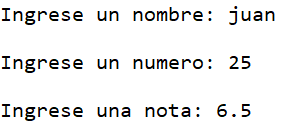 Ingrese un nombre: juan
Ingrese un numero: 25
Ingrese una nota: 6.5